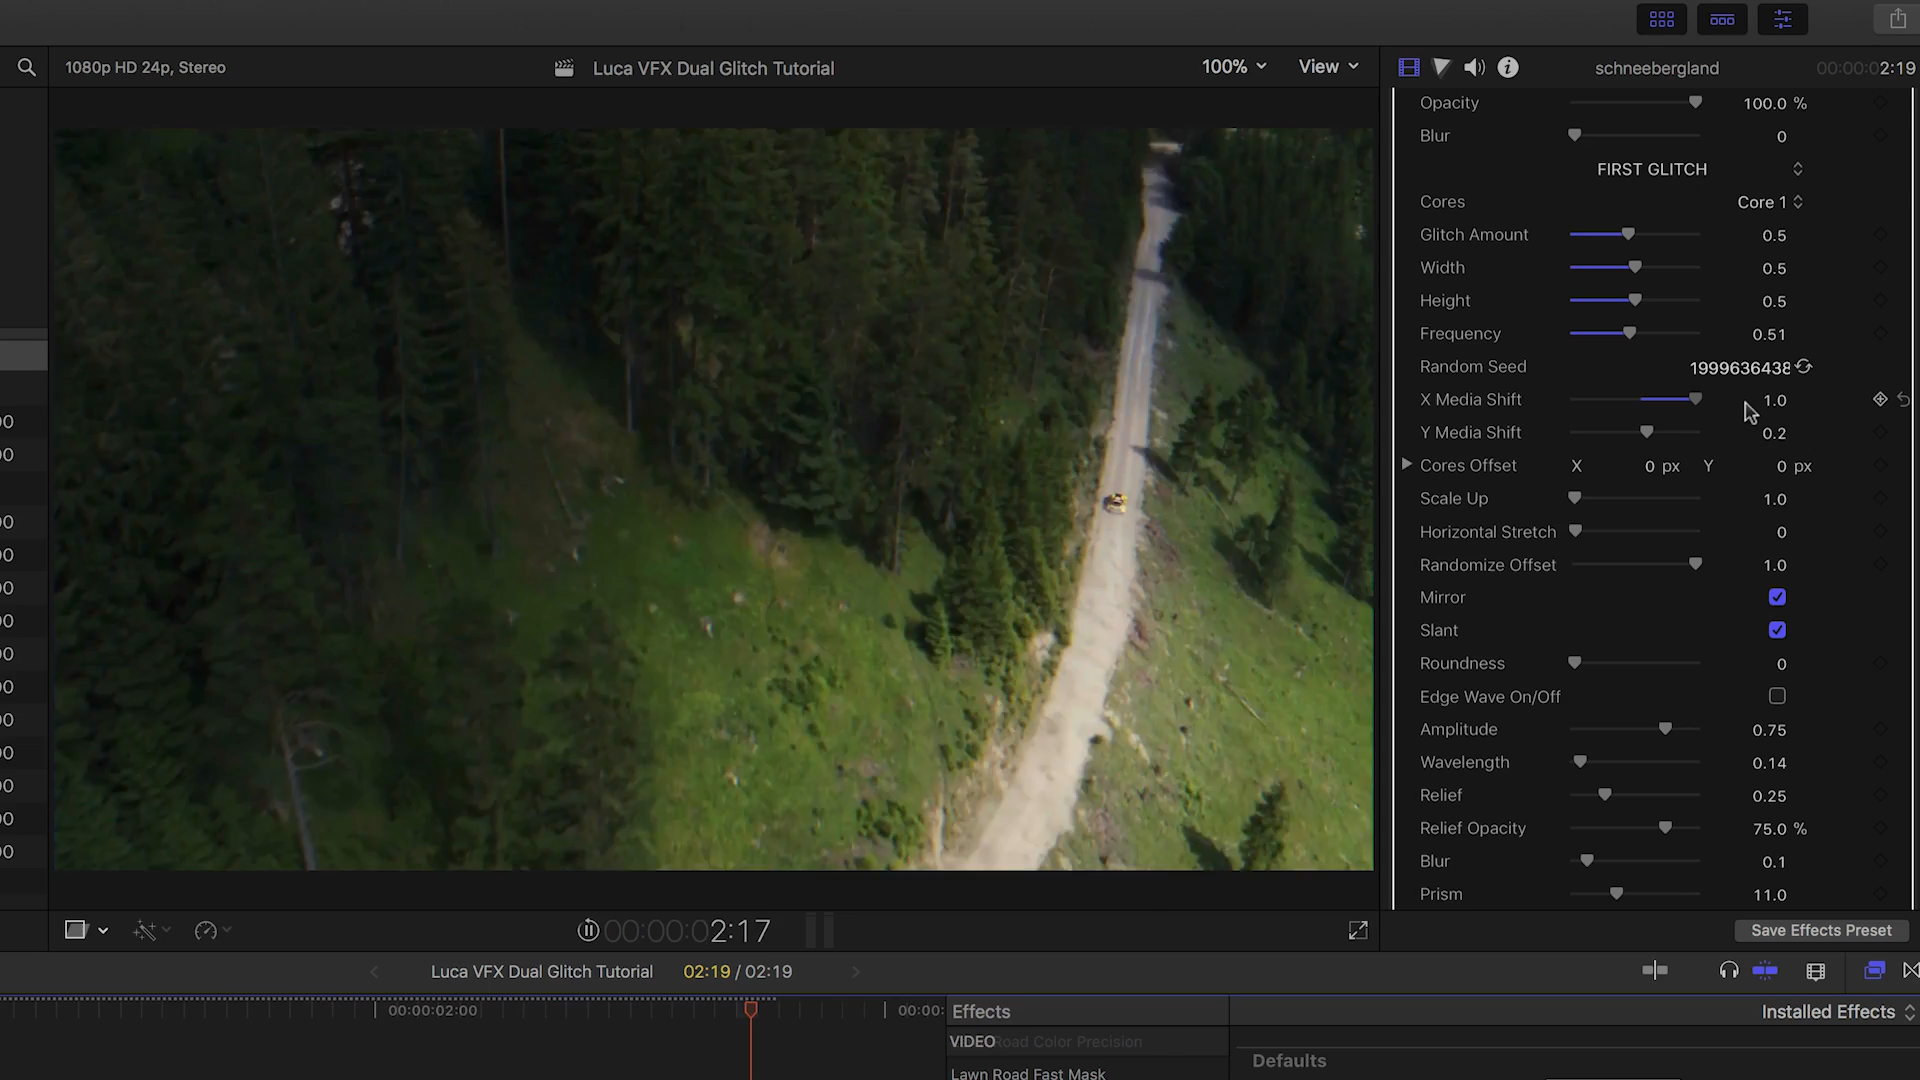 1080p HD 24p, Stereo
Luca VFX Dual Glitch Tutorial
100%
View
schneebergland
00:00:02:19
Opacity 100.0 %
Blur 0
FIRST GLITCH
Cores Core 1
Glitch Amount 0.5
Width 0.5
Height 0.5
Frequency 0.51
Random Seed 1999636438
X Media Shift 1.0
Y Media Shift 0.2
Cores Offset X 0 px Y 0 px
Scale Up 1.0
Horizontal Stretch 0
Randomize Offset 1.0
Mirror
Slant
Roundness 0
Edge Wave On/Off
Amplitude 0.75
Wavelength 0.14
Relief 0.25
Relief Opacity 75.0 %
Blur 0.1
Prism 11.0
00:00:02:17
Save Effects Preset
Luca VFX Dual Glitch Tutorial
02:19 / 02:19
00:00:02:00
00:00:
Effects
Installed Effects
VIDEO
Road Color Precision
Lawn Road Fast Mask
Defaults